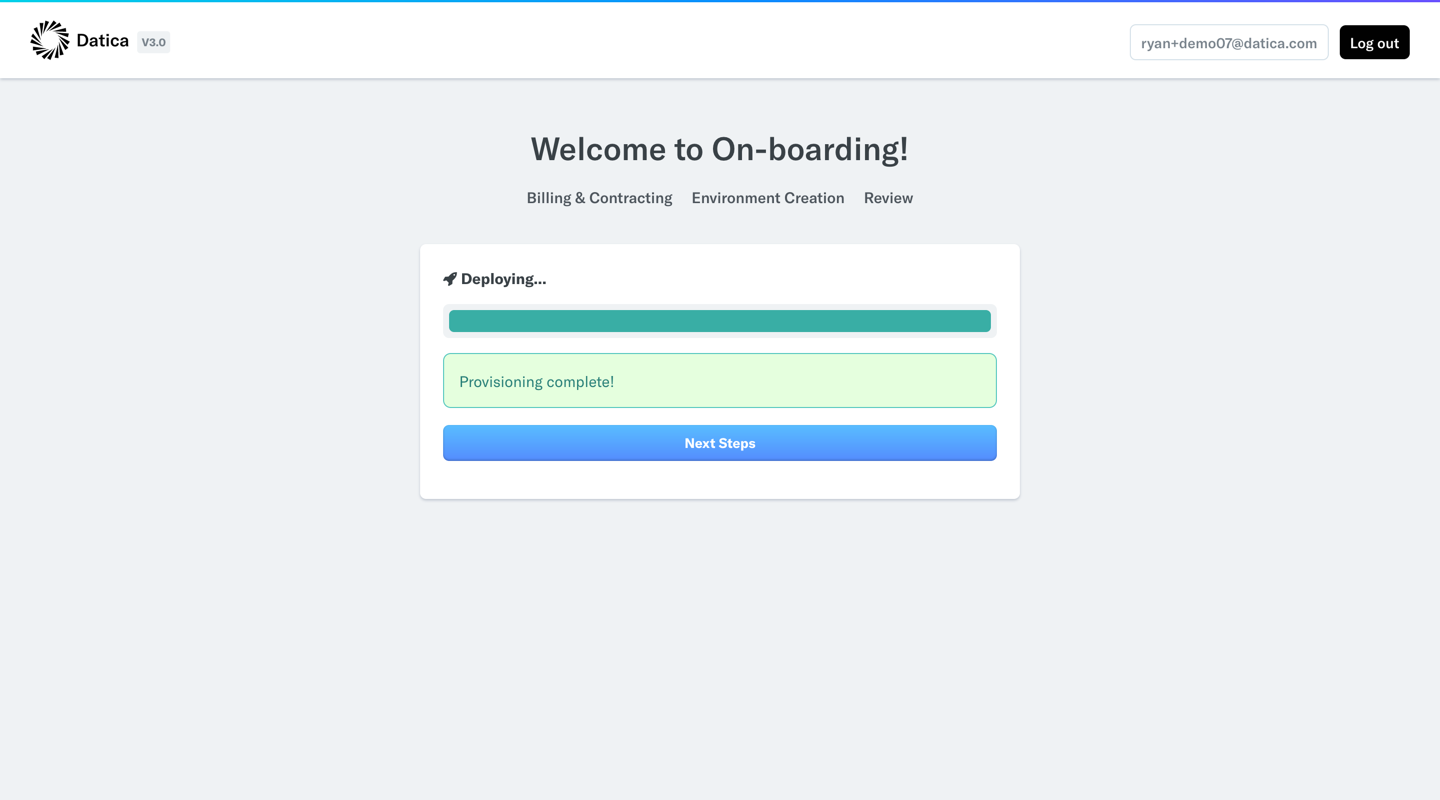 Datica V3.0
ryan+demo07@datica.com Log out
Welcome to On-boarding!
Billing & Contracting Environment Creation Review
Deploying...
Provisioning complete!
Next Steps